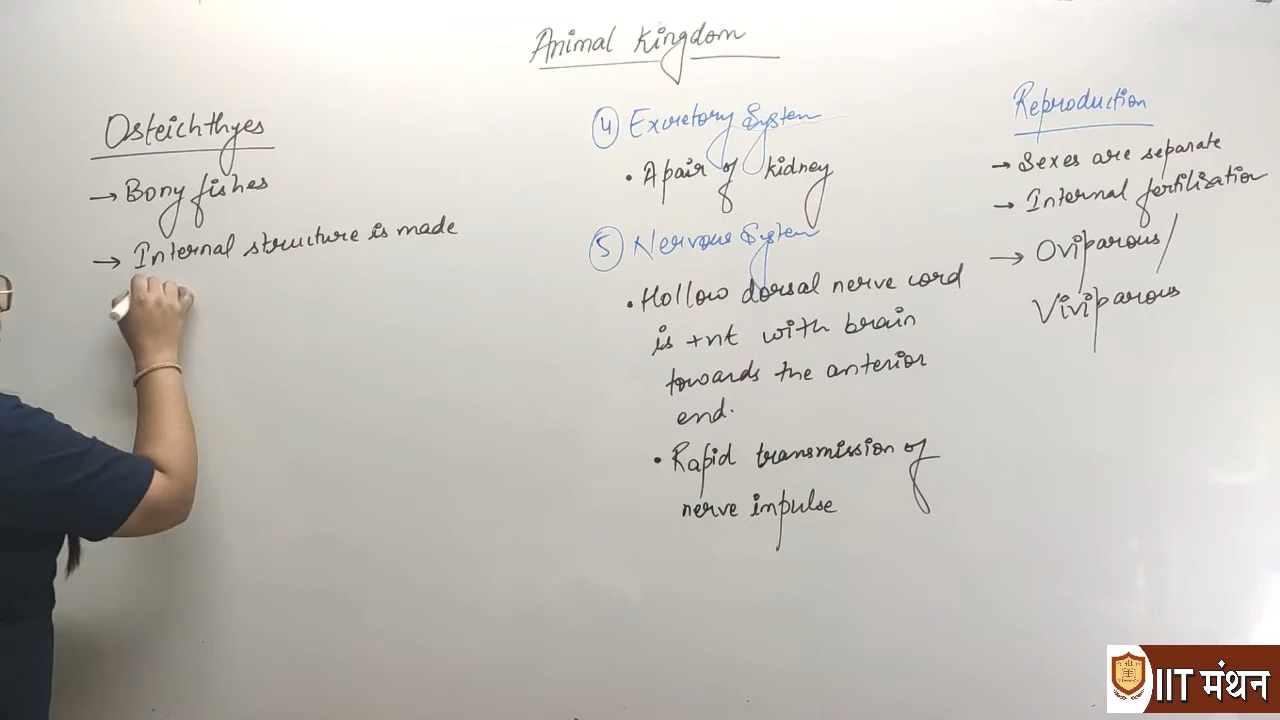 Animal Kingdom
Osteichthyes
→ Bony fishes
→ Internal structure is made
④ Excretory System
• A pair of kidney
⑤ Nervous System
• Hollow dorsal nerve cord
is +nt with brain
towards the anterior
end.
• Rapid transmission of
nerve impulse
Reproduction
→ Sexes are separate
→ Internal fertilization
→ Oviparous/
Viviparous
IIT मंथन